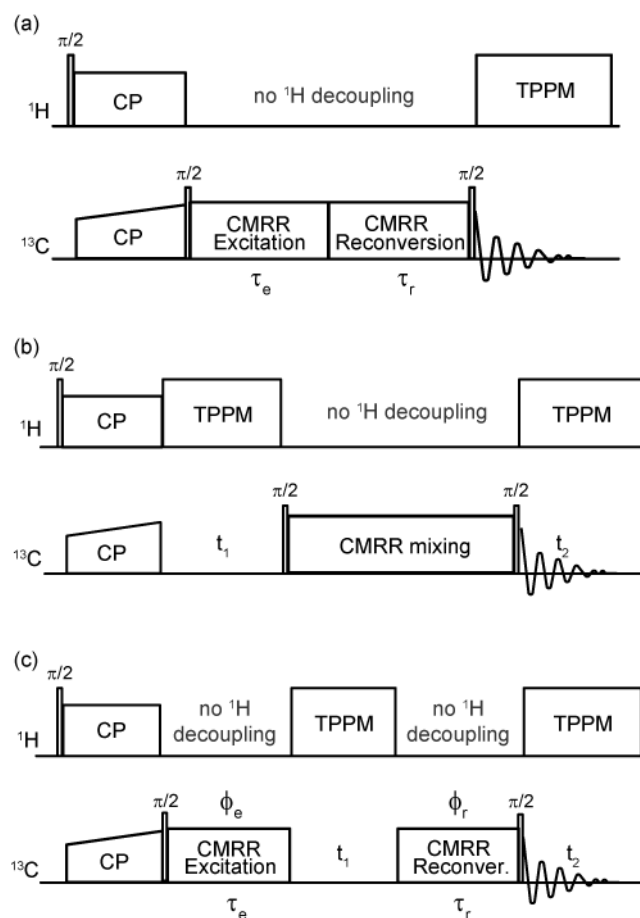 (a)
π/2
¹H
CP
no ¹H decoupling
TPPM
π/2
π/2
¹³C
CP
CMRR
Excitation
CMRR
Reconversion
τe
τr
(b)
π/2
¹H
CP
TPPM
no ¹H decoupling
TPPM
π/2
π/2
¹³C
CP
t₁
CMRR mixing
t₂
(c)
π/2
¹H
CP
no ¹H
decoupling
TPPM
no ¹H
decoupling
TPPM
π/2
ϕe
ϕr
π/2
¹³C
CP
CMRR
Excitation
t₁
CMRR
Reconver.
t₂
τe
τr